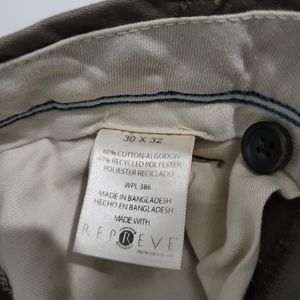 30 X 32
60% COTTON/ALGODON
40% RECYCLED POLYESTER
POLIESTER RECICLADO
WPL 386
MADE IN BANGLADESH
HECHO EN BANGLADESH
MADE WITH
REPREVE